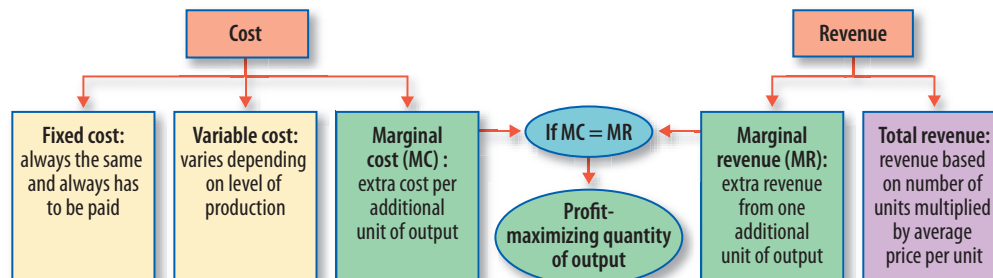 Cost
Revenue
Fixed cost:
always the same
and always has
to be paid
Variable cost:
varies depending
on level of
production
Marginal
cost (MC) :
extra cost per
additional
unit of output
If MC = MR
Profit-
maximizing quantity
of output
Marginal
revenue (MR):
extra revenue
from one
additional
unit of output
Total revenue:
revenue based
on number of
units multiplied
by average
price per unit